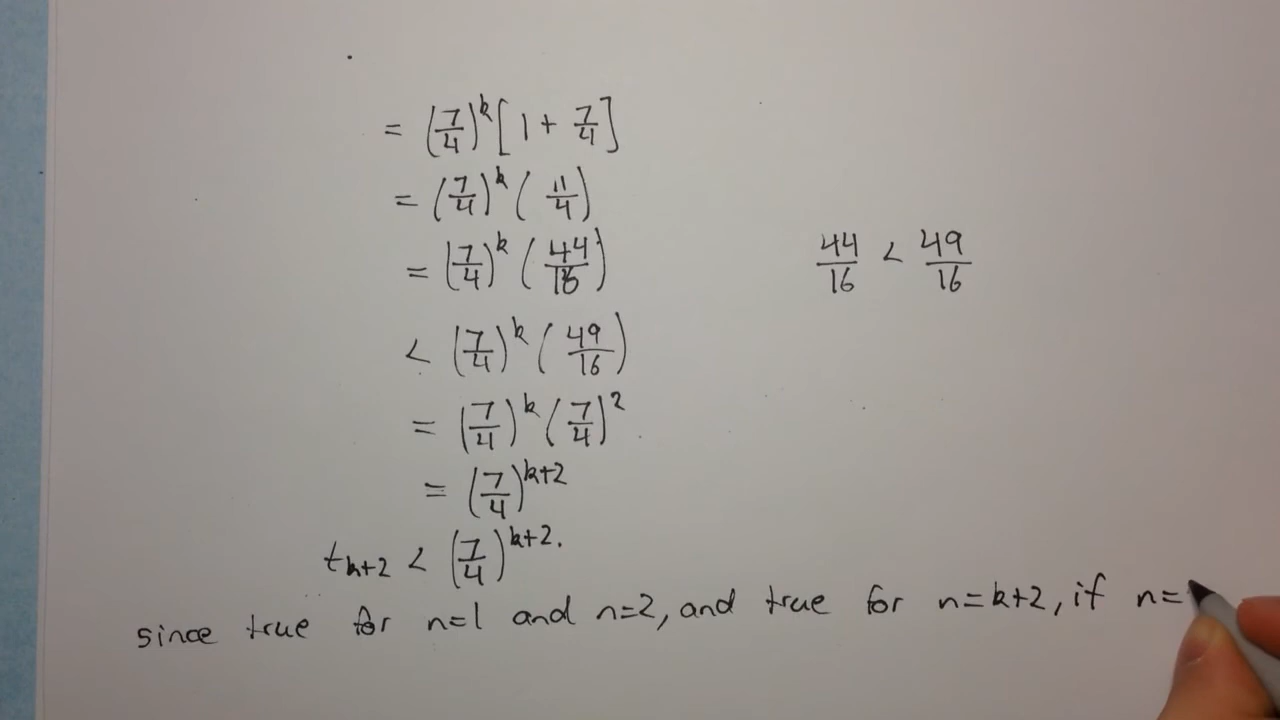 = (7/4)^k [1 + 7/4]
= (7/4)^k (11/4)
= (7/4)^k (44/16)
44/16 < 49/16
< (7/4)^k (49/16)
= (7/4)^k (7/4)^2
= (7/4)^{k+2}
t_{k+2} < (7/4)^{k+2}.
since true for n=1 and n=2, and true for n=k+2, if n=